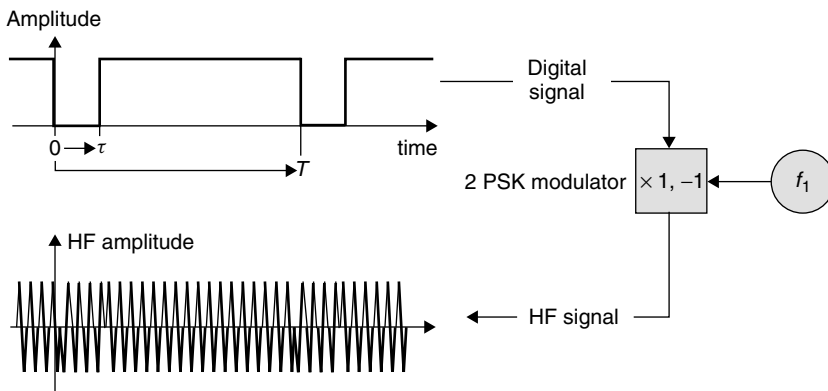 Amplitude
Digital
signal
0
τ
T
time
2 PSK modulator
× 1, −1
f1
HF amplitude
HF signal